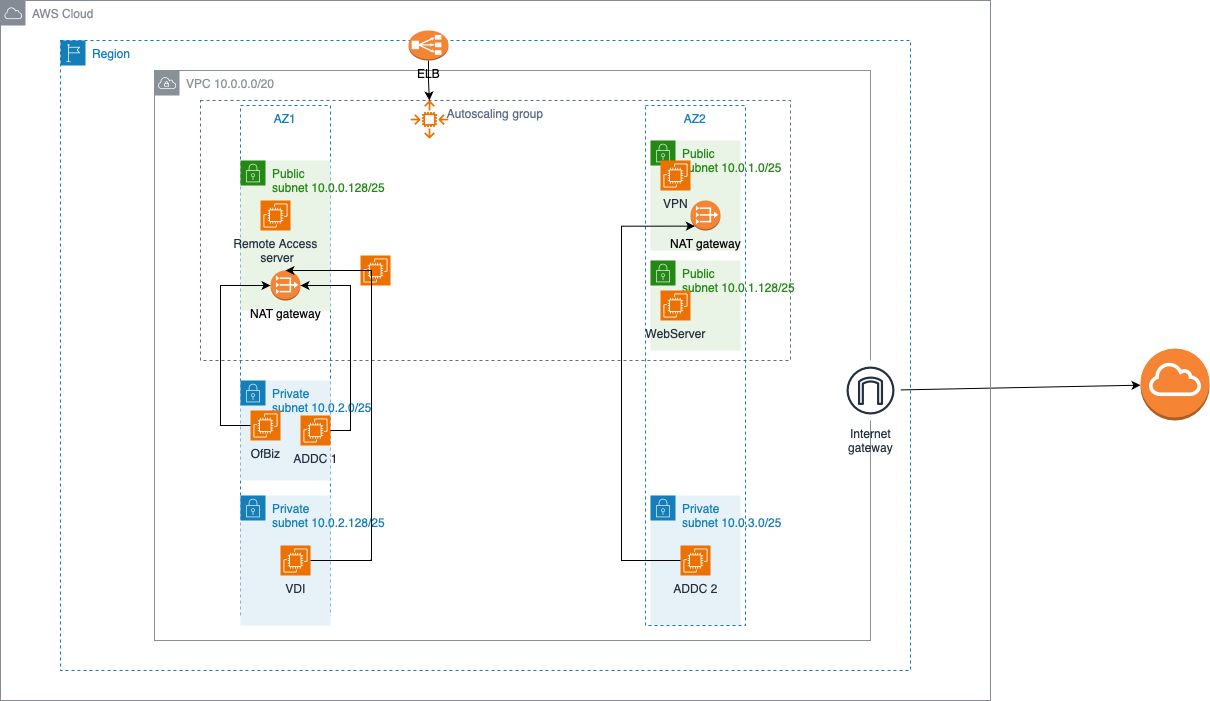 AWS Cloud
Region
ELB
VPC 10.0.0.0/20
Autoscaling group
AZ1
AZ2
Public
subnet 10.0.0.128/25
Remote Access
server
NAT gateway
Public
subnet 10.0.1.0/25
VPN
NAT gateway
Public
subnet 10.0.1.128/25
WebServer
Private
subnet 10.0.2.0/25
OfBiz
ADDC 1
Internet
gateway
Private
subnet 10.0.2.128/25
VDI
Private
subnet 10.0.3.0/25
ADDC 2